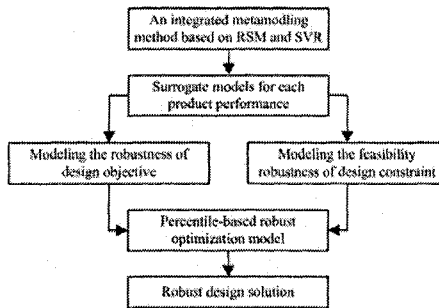 An integrated metamodling
method based on RSM and SVR
Surrogate models for each
product performance
Modeling the robustness of
design objective
Modeling the feasibility
robustness of design constraint
Percentile-based robust
optimization model
Robust design solution